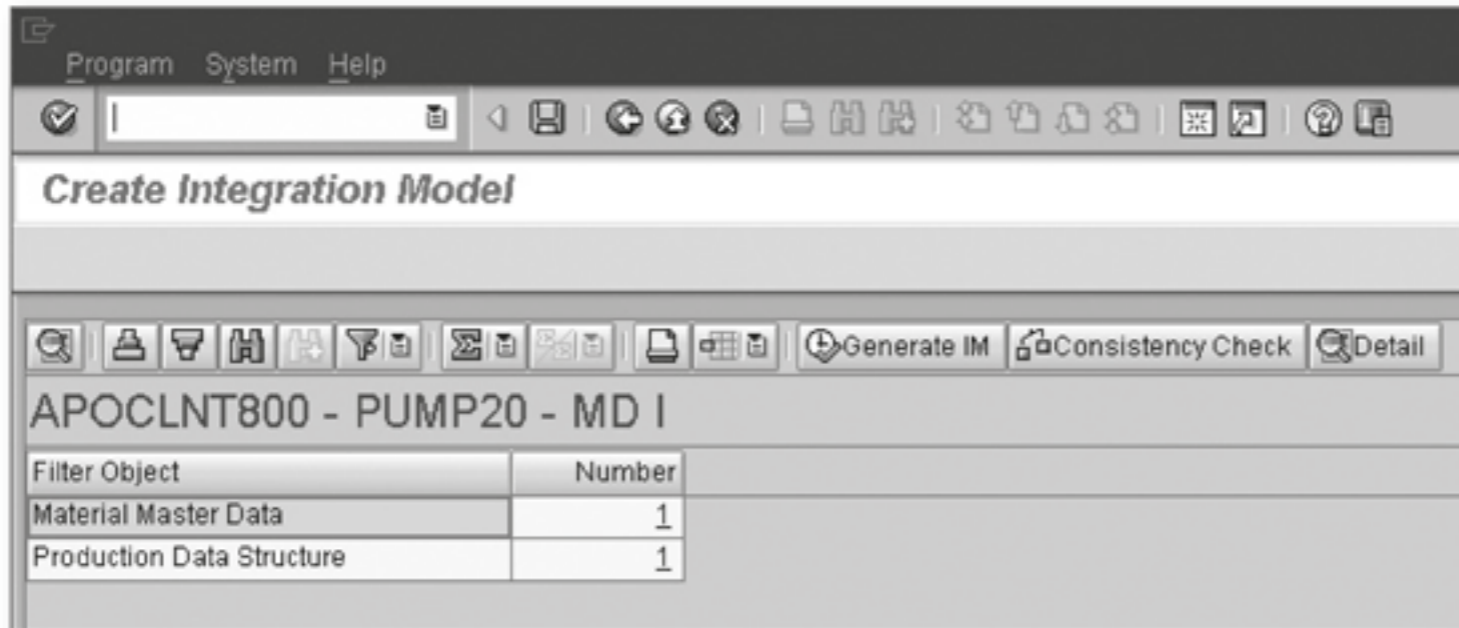 Program System Help
Create Integration Model
Generate IM Consistency Check Detail
APOCLNT800 - PUMP20 - MD I
Filter Object Number
Material Master Data 1
Production Data Structure 1